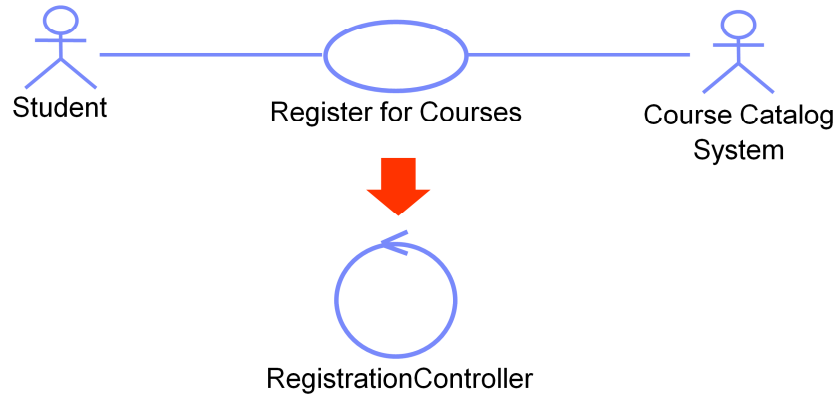 Student
Register for Courses
Course Catalog
System
RegistrationController